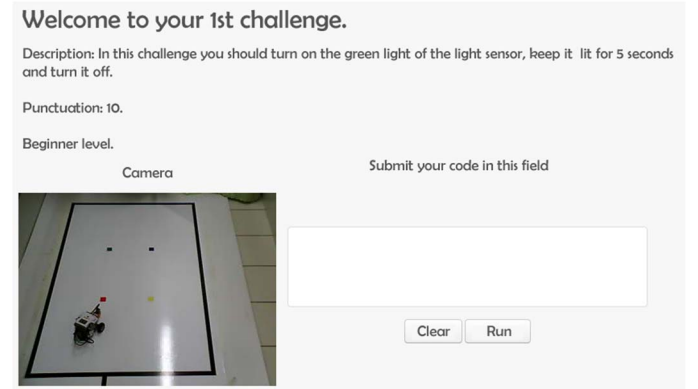 Welcome to your 1st challenge.
Description: In this challenge you should turn on the green light of the light sensor, keep it lit for 5 seconds
and turn it off.
Punctuation: 10.
Beginner level.
Camera
Submit your code in this field
Clear
Run